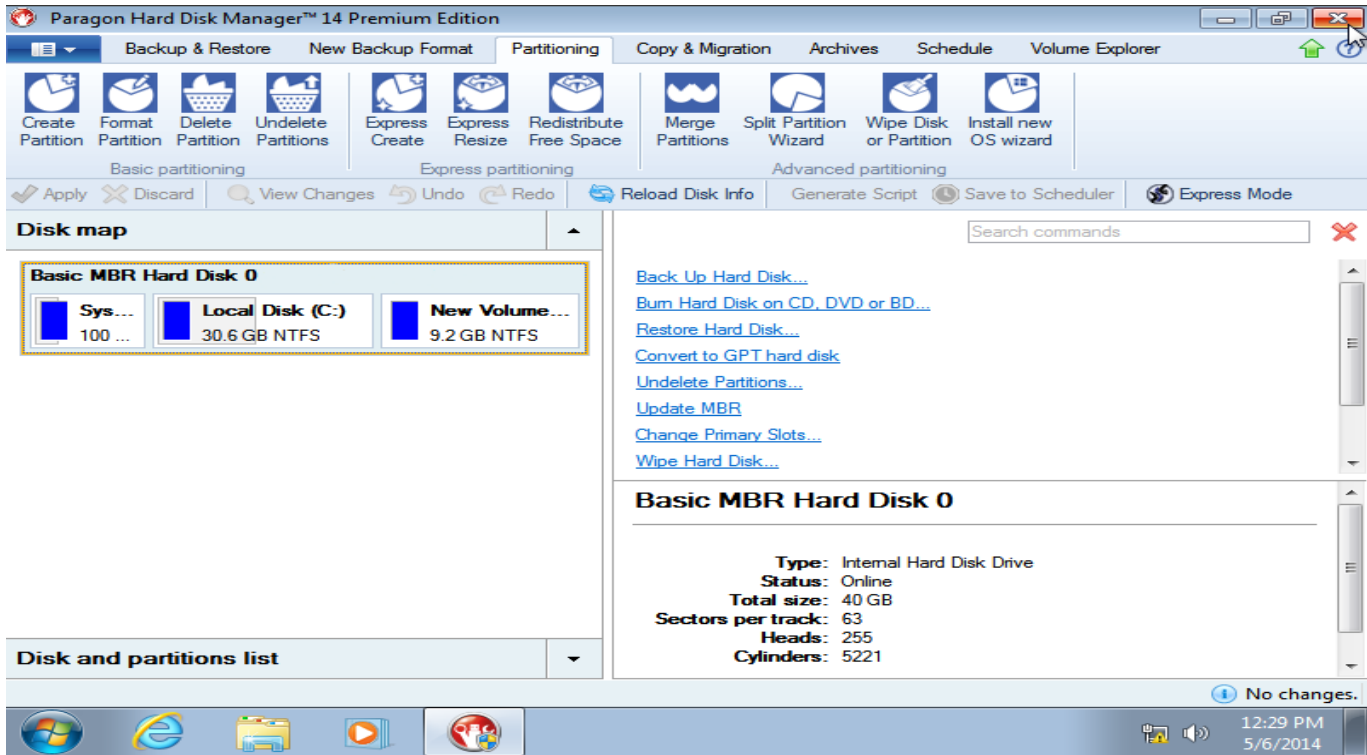 Paragon Hard Disk Manager™ 14 Premium Edition
Backup & Restore New Backup Format Partitioning Copy & Migration Archives Schedule Volume Explorer
Create Partition Format Partition Delete Partition Undelete Partitions Express Create Express Resize Redistribute Free Space Merge Partitions Split Partition Wizard Wipe Disk or Partition Install new OS wizard
Basic partitioning Express partitioning Advanced partitioning
Apply Discard View Changes Undo Redo Reload Disk Info Generate Script Save to Scheduler Express Mode
Disk map
Basic MBR Hard Disk 0
Sys... Local Disk (C:) New Volume...
100 ... 30.6 GB NTFS 9.2 GB NTFS
Disk and partitions list
Search commands
Back Up Hard Disk...
Burn Hard Disk on CD, DVD or BD...
Restore Hard Disk...
Convert to GPT hard disk
Undelete Partitions...
Update MBR
Change Primary Slots...
Wipe Hard Disk...
Basic MBR Hard Disk 0
Type: Internal Hard Disk Drive
Status: Online
Total size: 40 GB
Sectors per track: 63
Heads: 255
Cylinders: 5221
No changes.
12:29 PM
5/6/2014